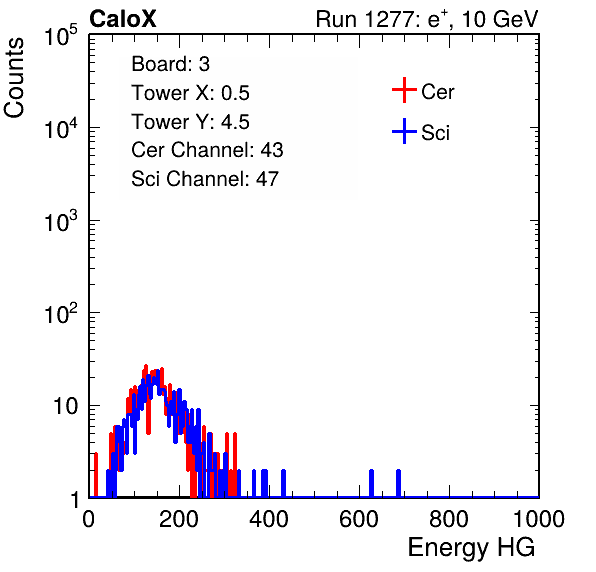 CaloX Run 1277: e⁺, 10 GeV
Counts
10⁵
10⁴
10³
10²
10
1
Board: 3
Tower X: 0.5
Tower Y: 4.5
Cer Channel: 43
Sci Channel: 47
Cer
Sci
0 200 400 600 800 1000
Energy HG